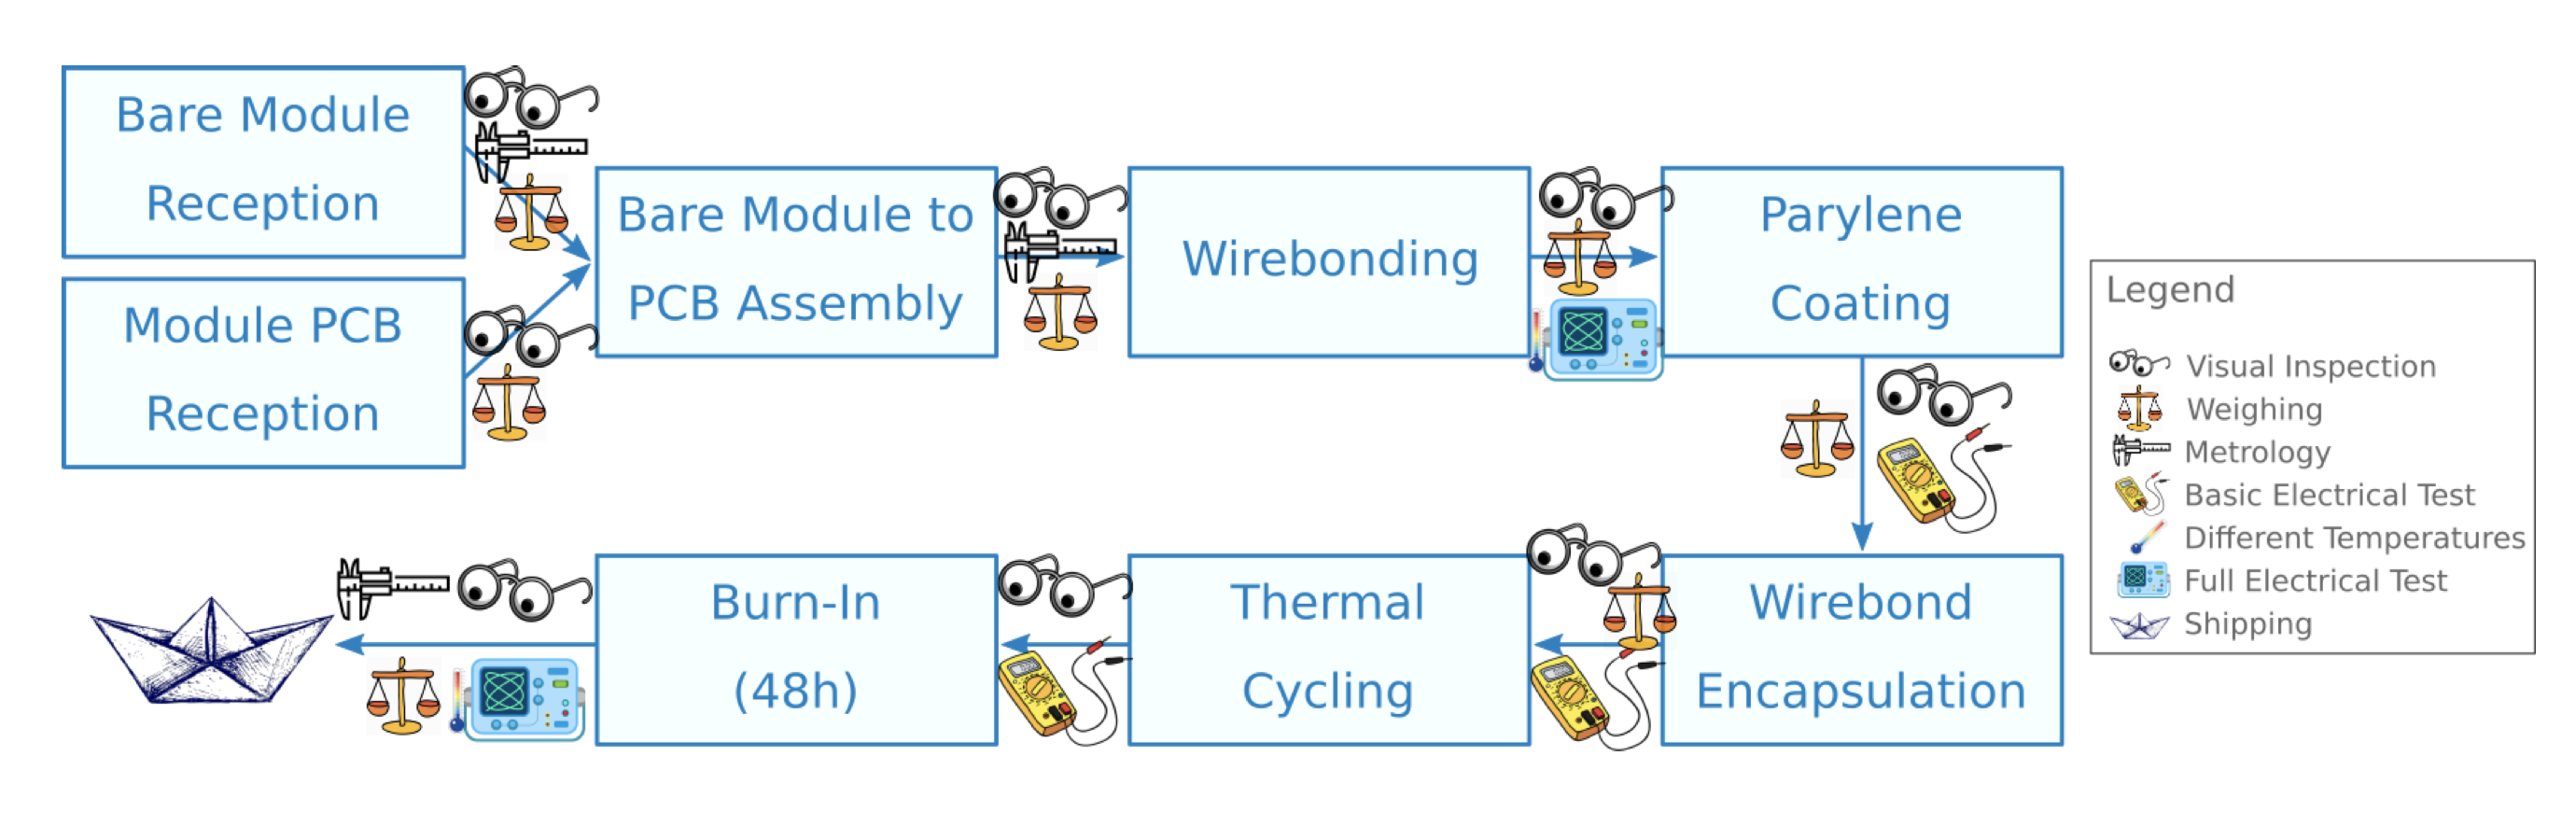 Bare Module
Reception
Module PCB
Reception
Bare Module to
PCB Assembly
Wirebonding
Parylene
Coating
Wirebond
Encapsulation
Thermal
Cycling
Burn-In
(48h)
Legend
Visual Inspection
Weighing
Metrology
Basic Electrical Test
Different Temperatures
Full Electrical Test
Shipping